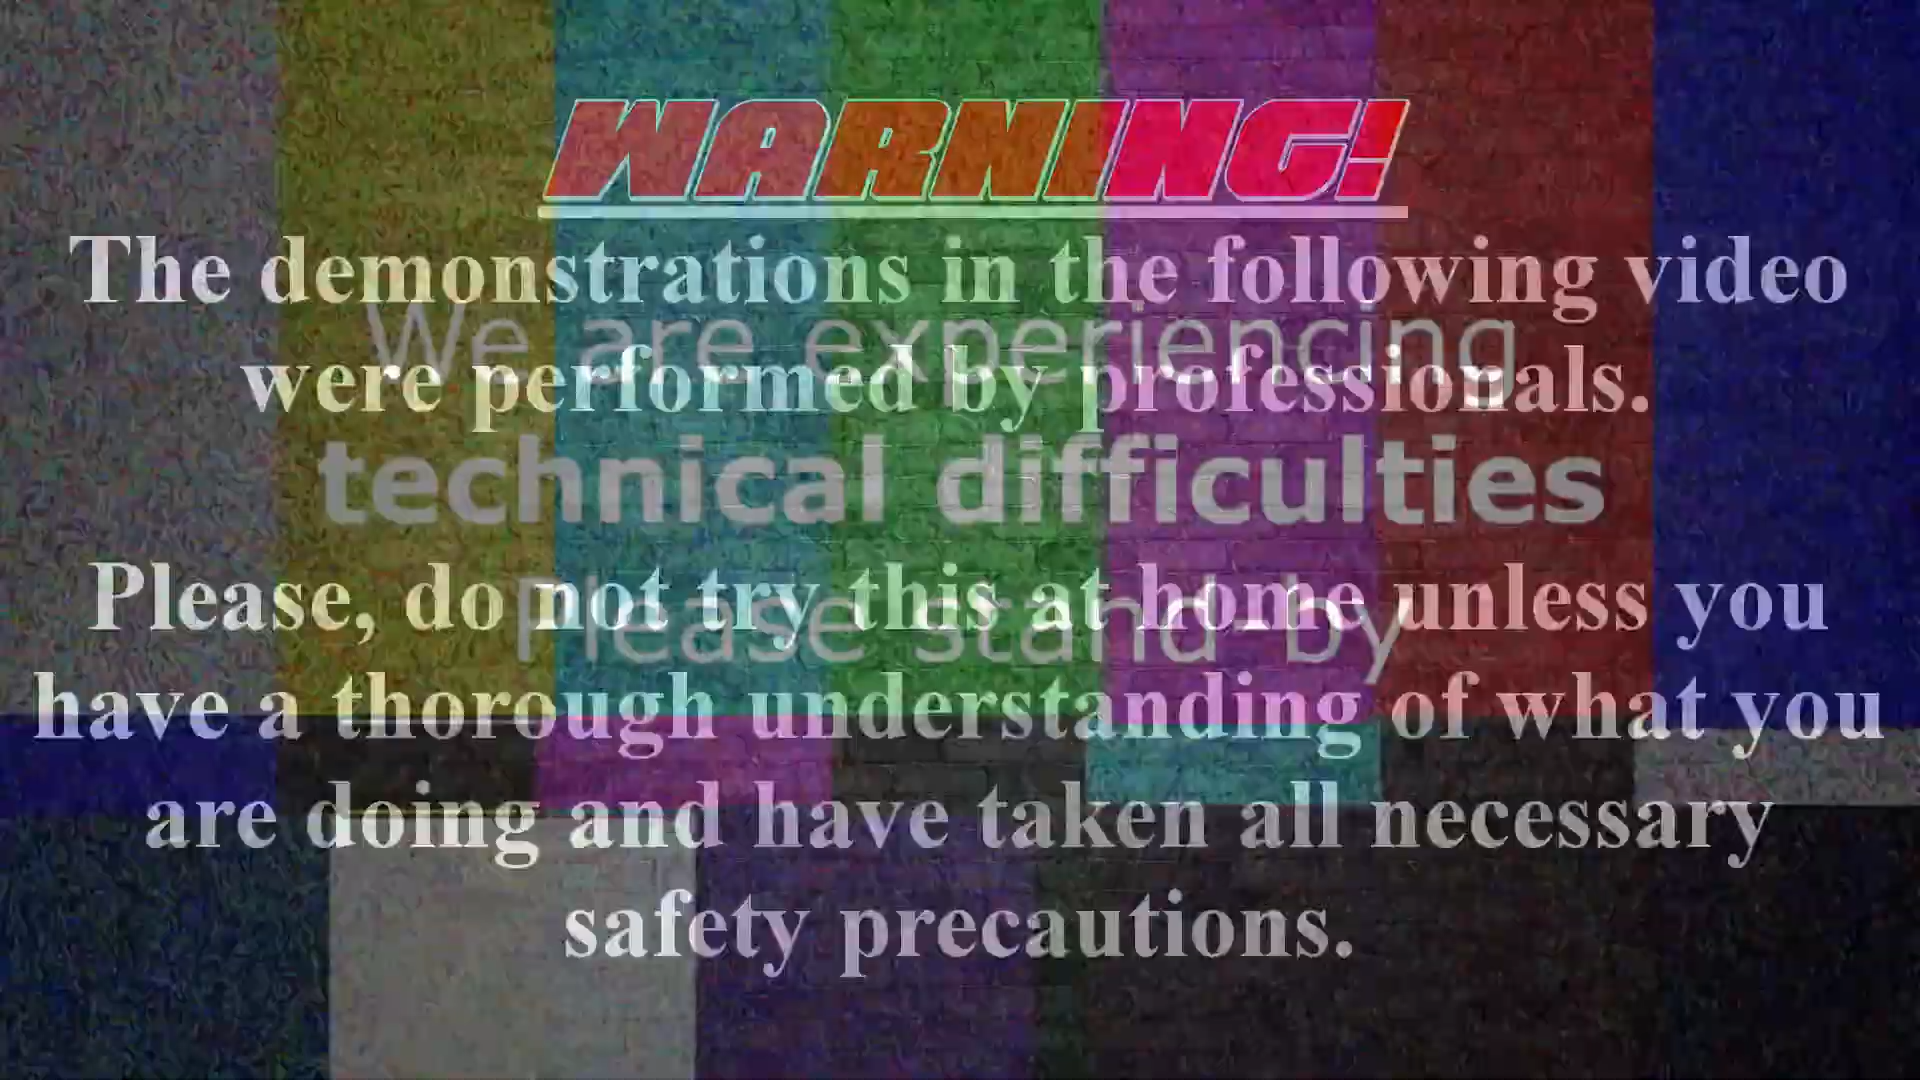 WARNING!
The demonstrations in the following video
We are experiencing
were performed by professionals.
technical difficulties
Please, do not try this at home unless you
Please stand by
have a thorough understanding of what you
are doing and have taken all necessary
safety precautions.